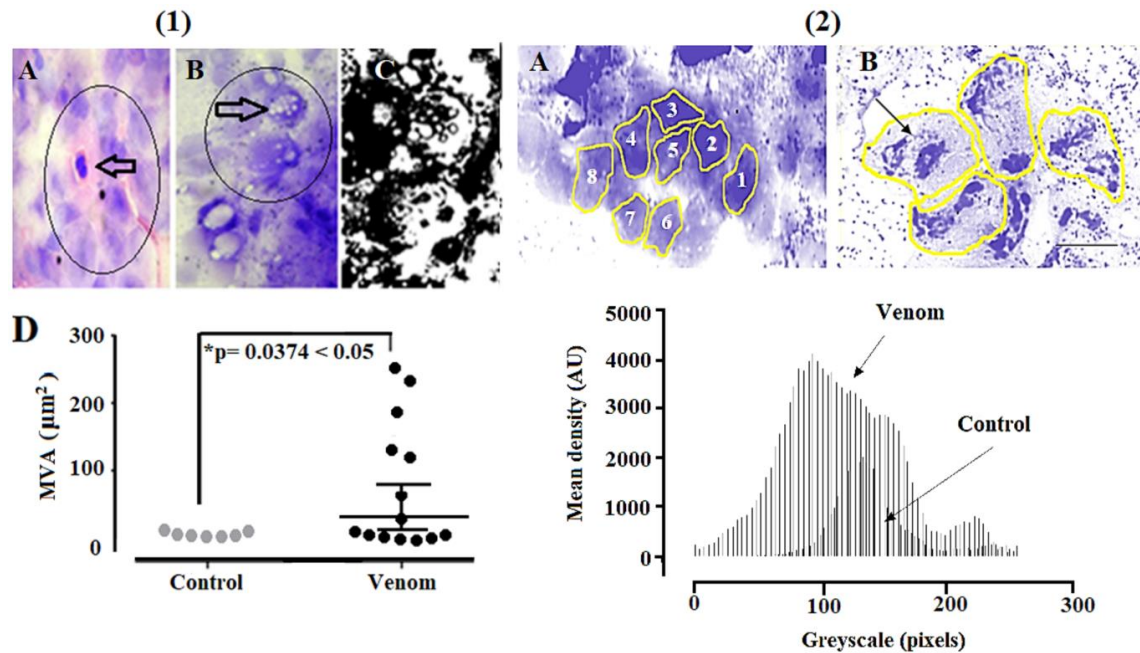 (1)
A
B
C
D
300
200
100
0
MVA (µm²)
*p= 0.0374 < 0.05
Control
Venom
(2)
A
3
4
2
5
1
8
7
6
B
5000
4000
3000
2000
1000
0
Mean density (AU)
Venom
Control
0
100
200
300
Greyscale (pixels)